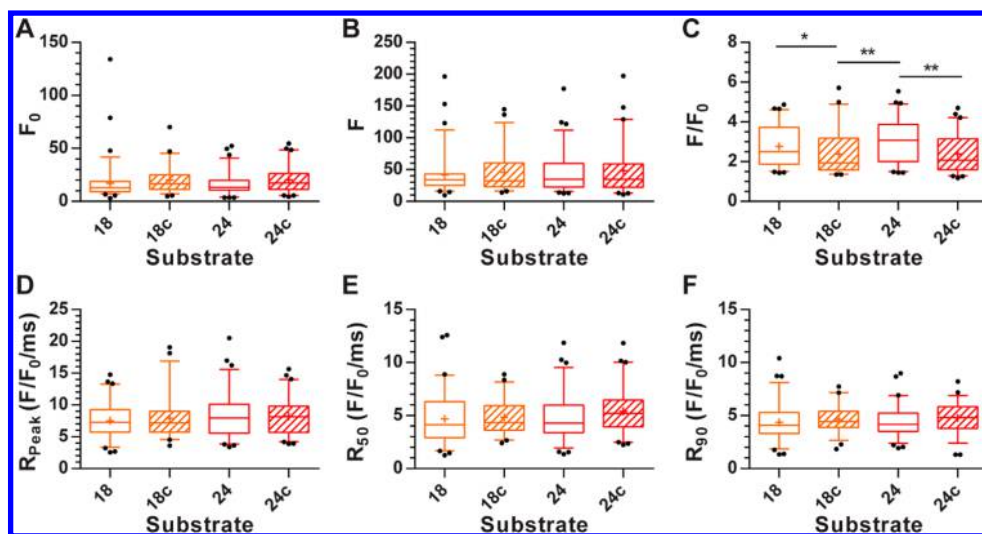 A
F0
150
100
50
0
18
18c
24
24c
Substrate
B
F
250
200
150
100
50
0
18
18c
24
24c
Substrate
C
F/F0
8
6
4
2
0
*
**
**
18
18c
24
24c
Substrate
D
RPeak (F/F0/ms)
25
20
15
10
5
0
18
18c
24
24c
Substrate
E
R50 (F/F0/ms)
15
10
5
0
18
18c
24
24c
Substrate
F
R90 (F/F0/ms)
15
10
5
0
18
18c
24
24c
Substrate